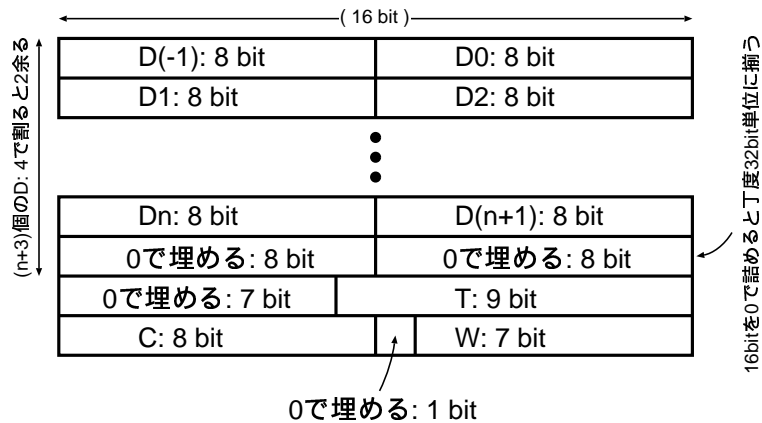 ( 16 bit )
D(-1): 8 bit
D0: 8 bit
D1: 8 bit
D2: 8 bit
Dn: 8 bit
D(n+1): 8 bit
0で埋める: 8 bit
0で埋める: 8 bit
0で埋める: 7 bit
T: 9 bit
C: 8 bit
W: 7 bit
0で埋める: 1 bit
(n+3)個のD: 4で割ると2余る
16bitを0で詰めると丁度32bit単位に揃う